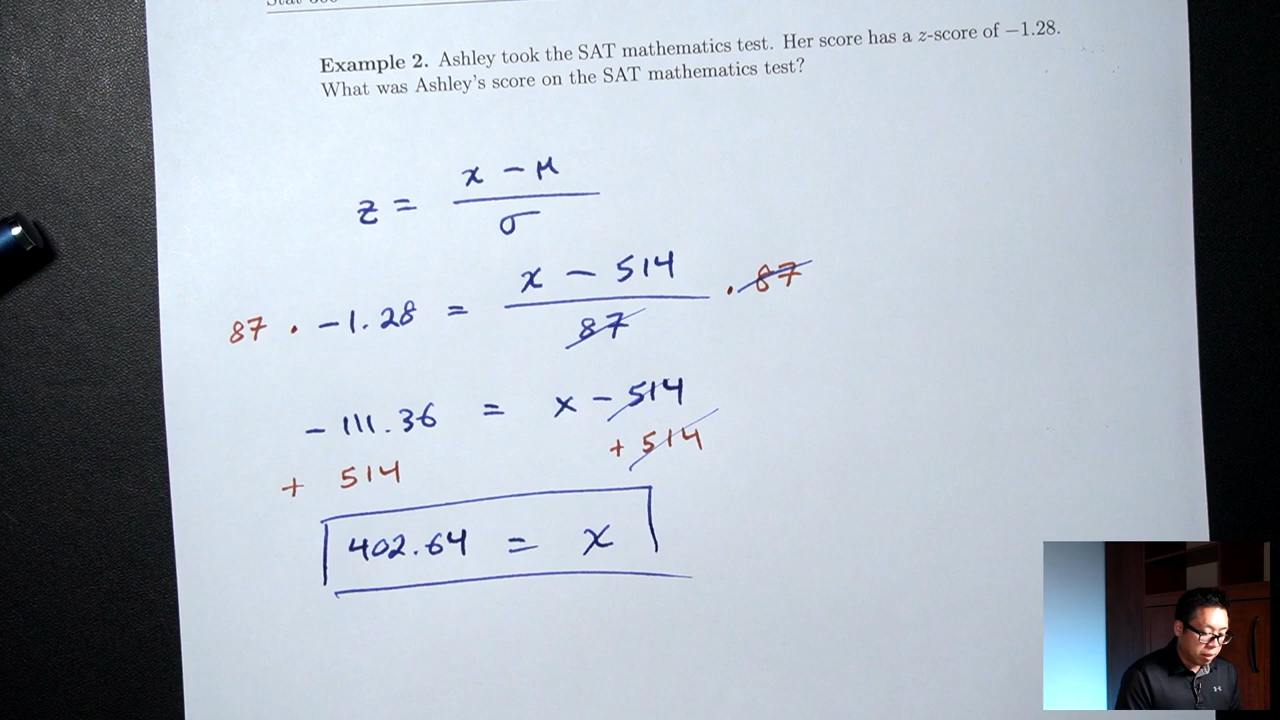 Example 2. Ashley took the SAT mathematics test. Her score has a z-score of −1.28.
What was Ashley's score on the SAT mathematics test?
z = x − μ / σ
87 · −1.28 = x − 514 / 87 · 87
− 111.36 = x − 514
+ 514 + 514
402.64 = x